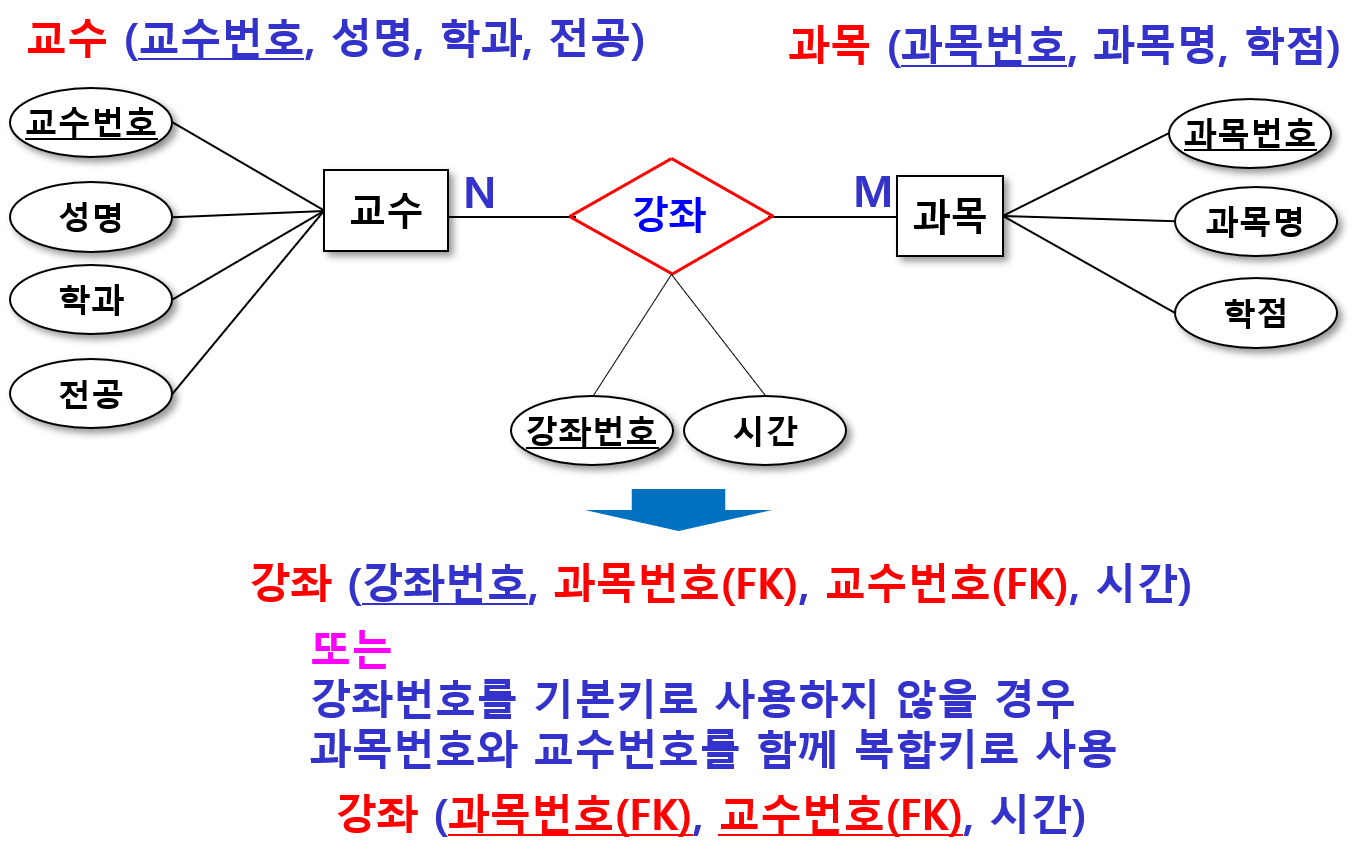 교수 (교수번호, 성명, 학과, 전공)
과목 (과목번호, 과목명, 학점)
교수번호
성명
학과
전공
교수
N
강좌
M
과목
과목번호
과목명
학점
강좌번호
시간
강좌 (강좌번호, 과목번호(FK), 교수번호(FK), 시간)
또는
강좌번호를 기본키로 사용하지 않을 경우
과목번호와 교수번호를 함께 복합키로 사용
강좌 (과목번호(FK), 교수번호(FK), 시간)